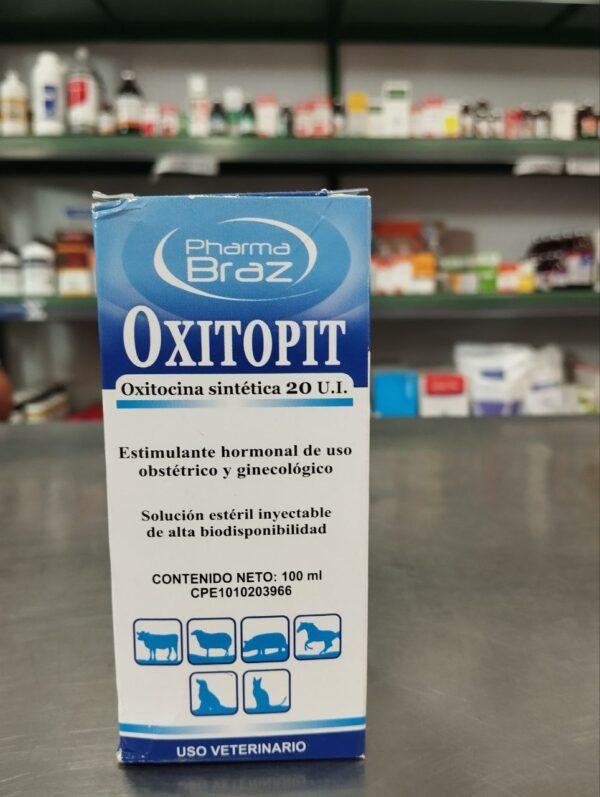 Pharma
Braz
OXITOPIT
Oxitocina sintética 20 U.I.
Estimulante hormonal de uso
obstétrico y ginecológico
Solución estéril inyectable
de alta biodisponibilidad
CONTENIDO NETO: 100 ml
CPE1010203966
USO VETERINARIO